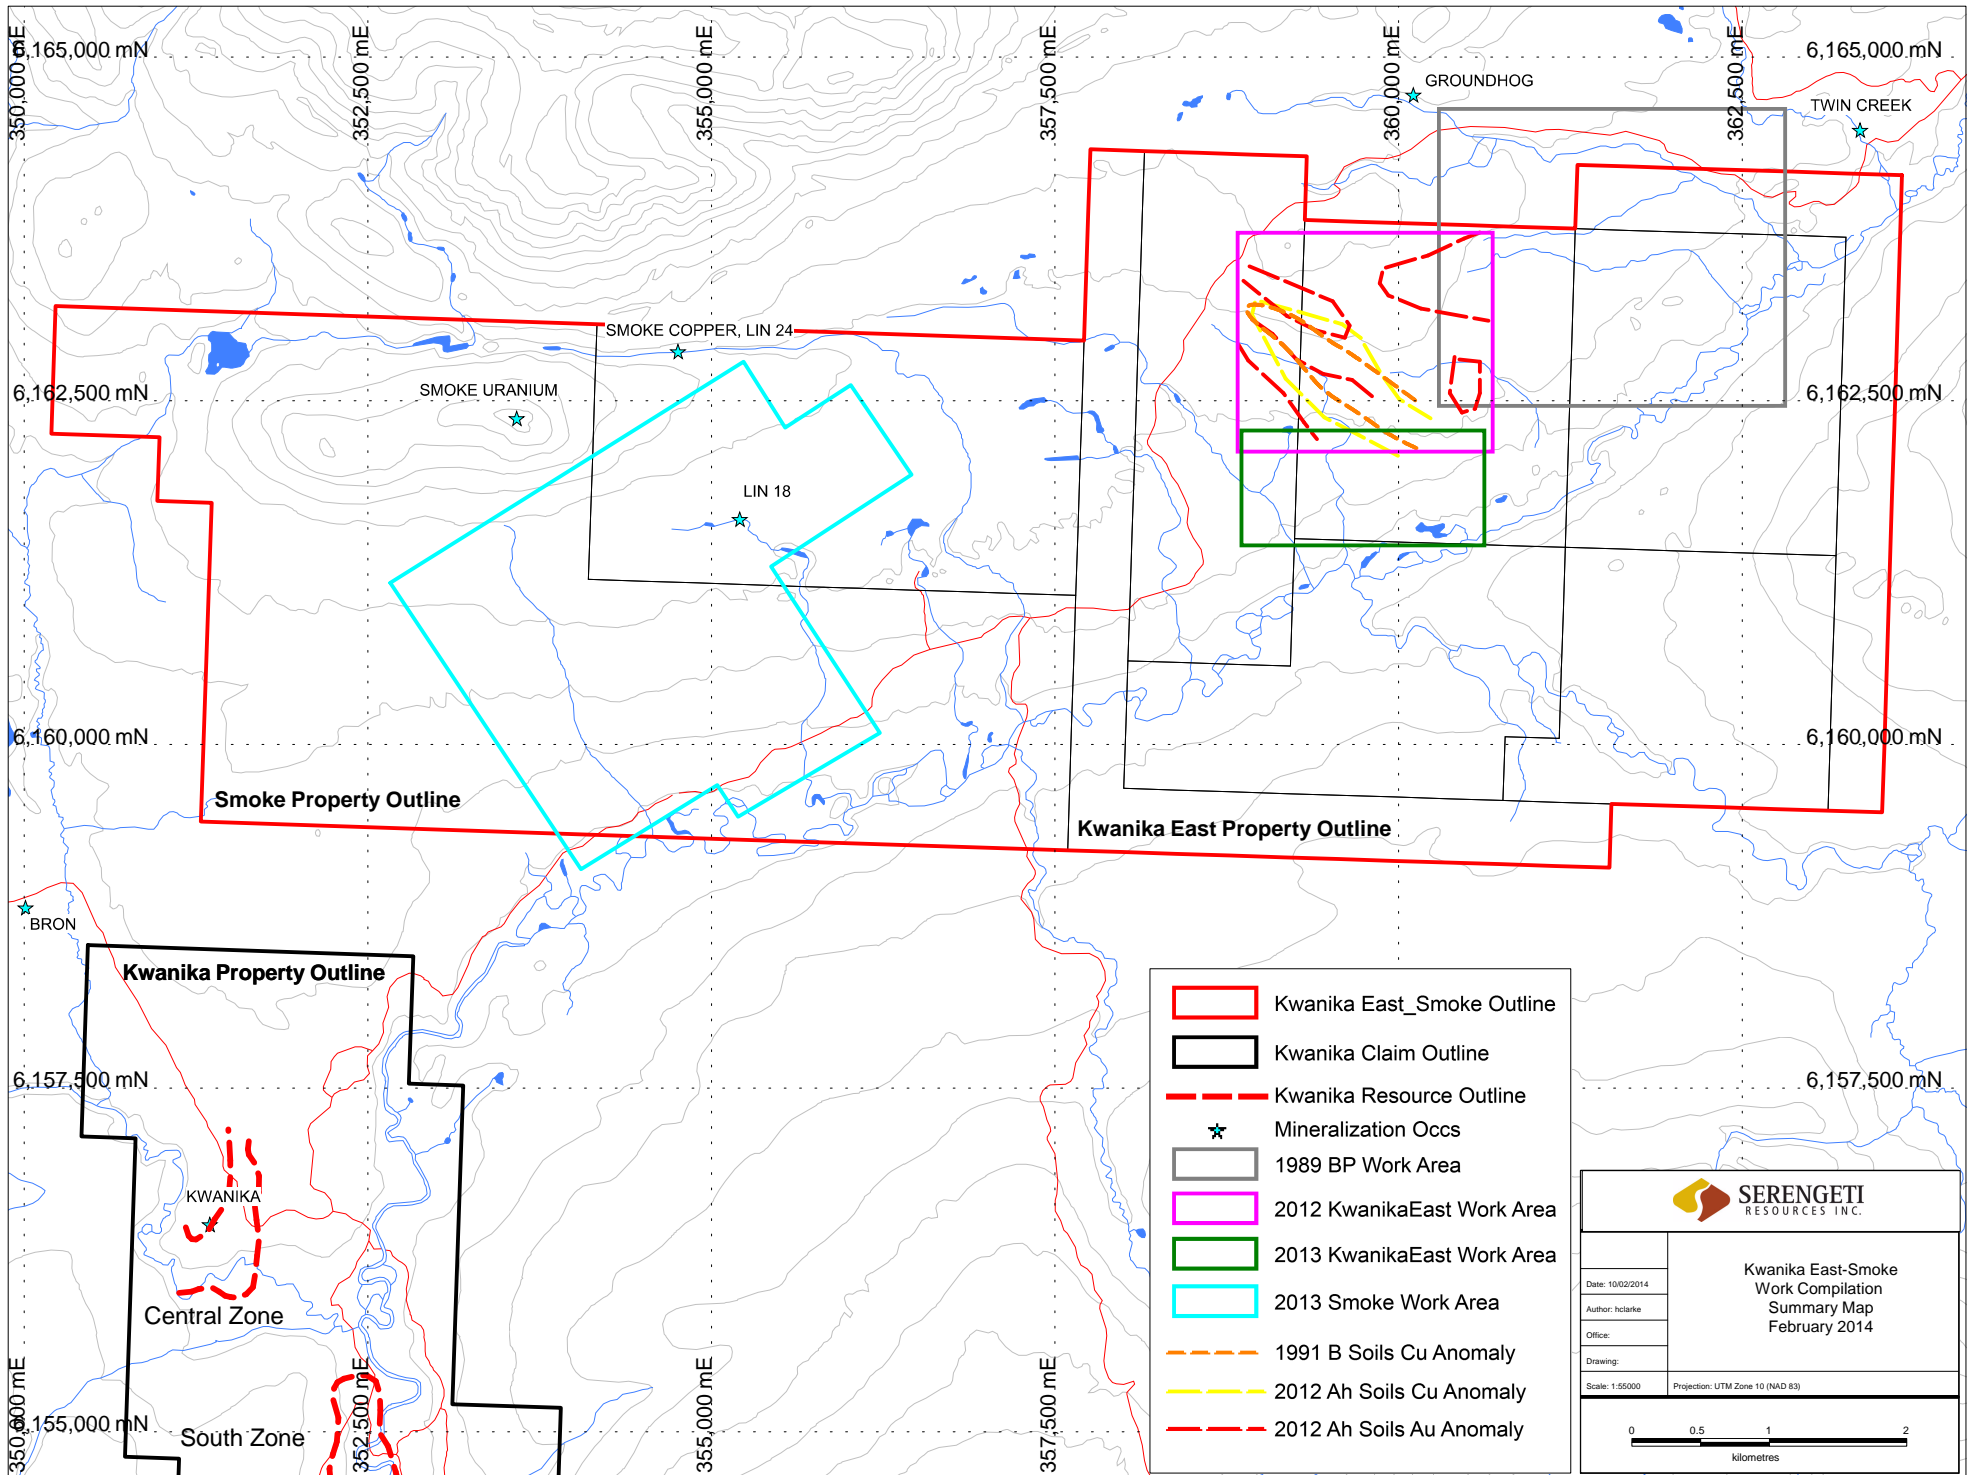 350,000 mE
352,500 mE
355,000 mE
357,500 mE
360,000 mE
362,500 mE
6,165,000 mN
6,165,000 mN
GROUNDHOG
TWIN CREEK
SMOKE COPPER, LIN 24
SMOKE URANIUM
6,162,500 mN
6,162,500 mN
LIN 18
6,160,000 mN
6,160,000 mN
Smoke Property Outline
Kwanika East Property Outline
BRON
Kwanika Property Outline
6,157,500 mN
6,157,500 mN
KWANIKA
Central Zone
South Zone
6,155,000 mN
350,000 mE
352,500 mE
355,000 mE
357,500 mE
Kwanika East_Smoke Outline
Kwanika Claim Outline
Kwanika Resource Outline
Mineralization Occs
1989 BP Work Area
2012 KwanikaEast Work Area
2013 KwanikaEast Work Area
2013 Smoke Work Area
1991 B Soils Cu Anomaly
2012 Ah Soils Cu Anomaly
2012 Ah Soils Au Anomaly
SERENGETI
RESOURCES INC.
Date: 10/02/2014
Author: hclarke
Office:
Drawing:
Scale: 1:55000
Kwanika East-Smoke
Work Compilation
Summary Map
February 2014
Projection: UTM Zone 10 (NAD 83)
0 0.5 1 2
kilometres